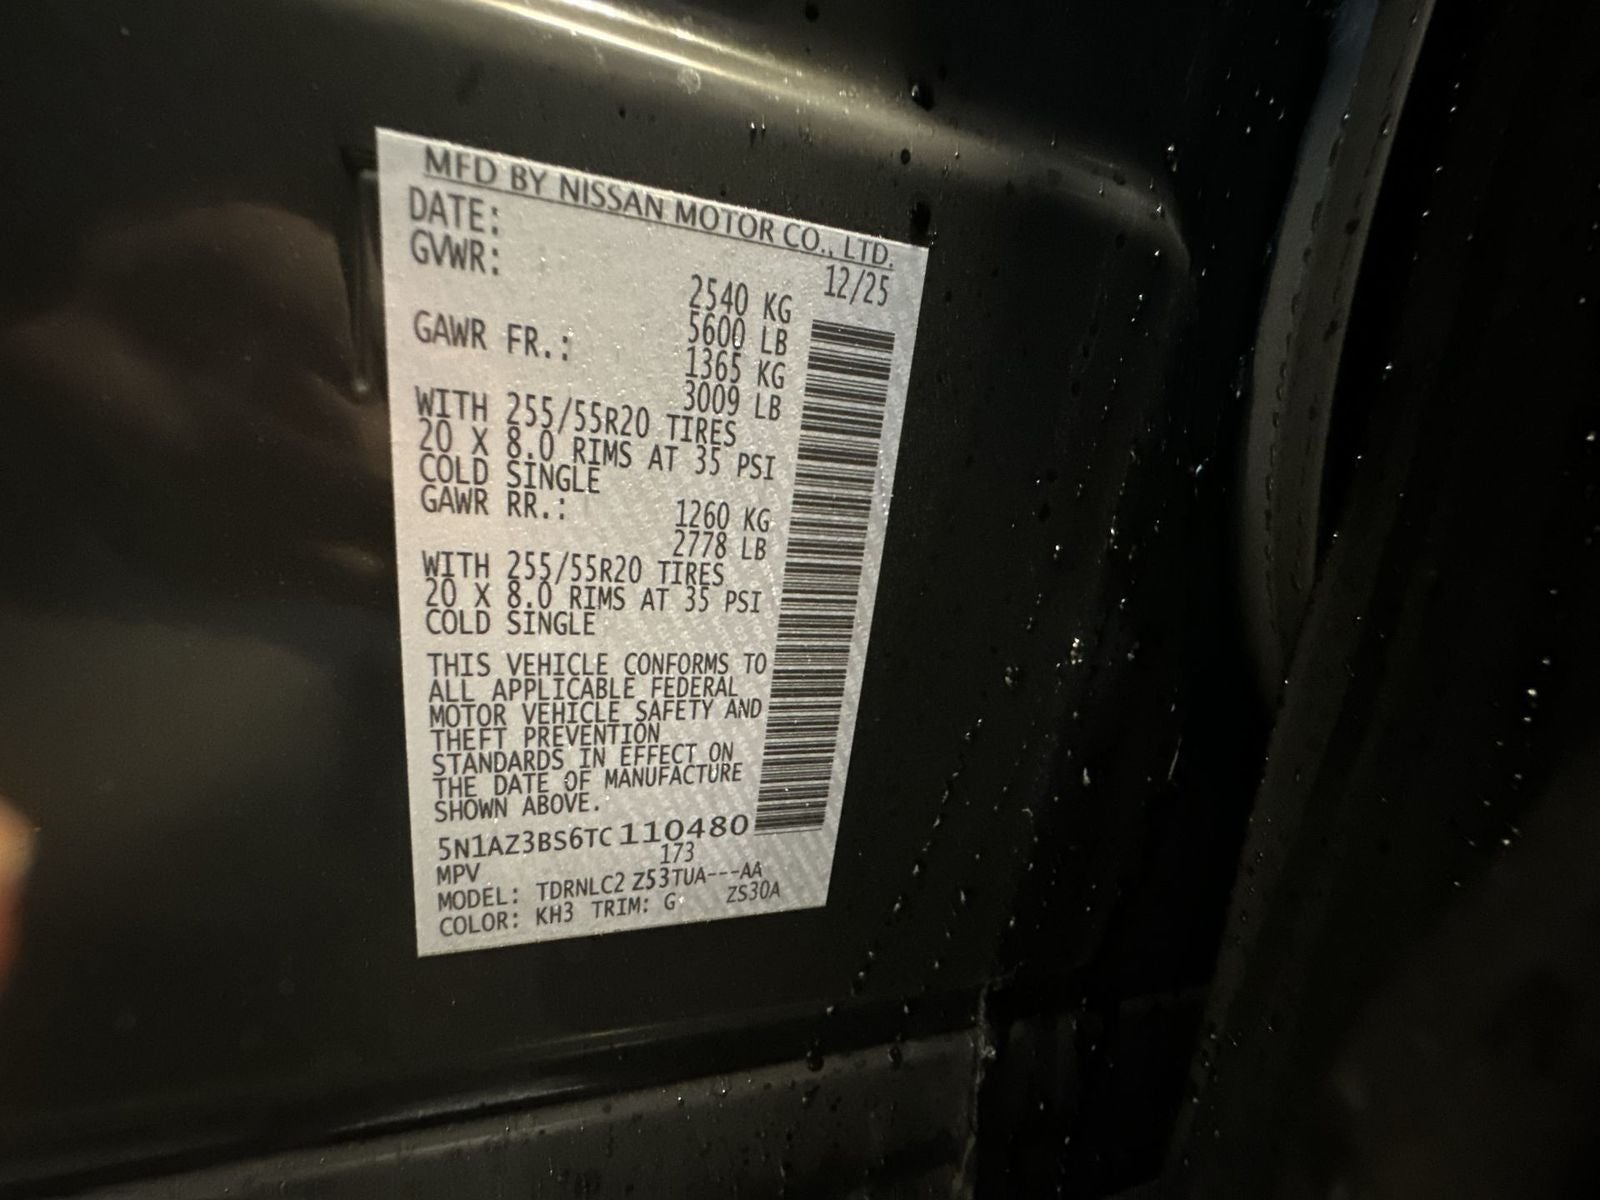 MFD BY NISSAN MOTOR CO., LTD.
DATE: 12/25
GVWR: 2540 KG
5600 LB
GAWR FR.: 1365 KG
3009 LB
WITH 255/55R20 TIRES
20 X 8.0 RIMS AT 35 PSI
COLD SINGLE
GAWR RR.: 1260 KG
2778 LB
WITH 255/55R20 TIRES
20 X 8.0 RIMS AT 35 PSI
COLD SINGLE
THIS VEHICLE CONFORMS TO
ALL APPLICABLE FEDERAL
MOTOR VEHICLE SAFETY AND
THEFT PREVENTION
STANDARDS IN EFFECT ON
THE DATE OF MANUFACTURE
SHOWN ABOVE.
5N1AZ3BS6TC110480
MPV 173
MODEL: TDRNLC2 Z53TUA---AA
COLOR: KH3 TRIM: G ZS30A